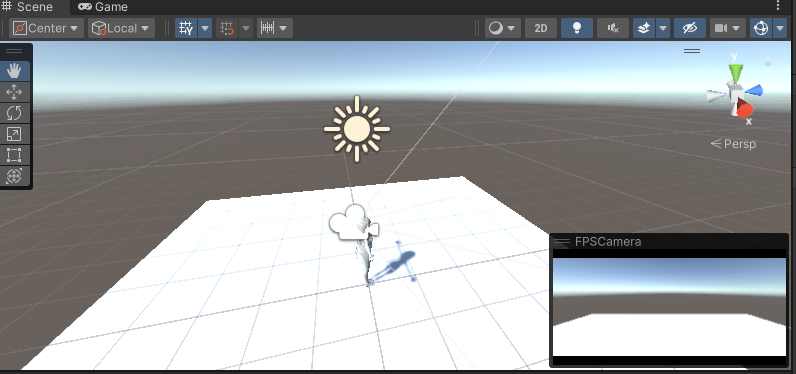 Scene Game
Center Local 2D
y
x
Persp
FPSCamera